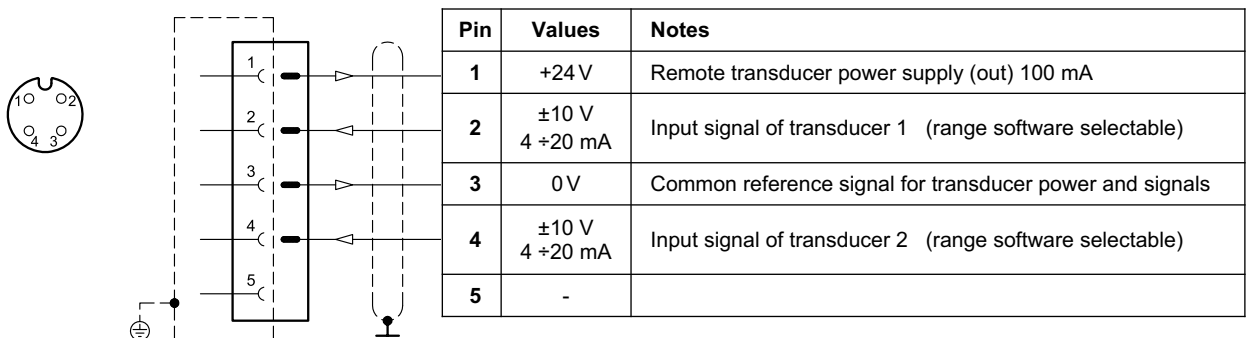 1 2
4 3
1
2
3
4
5
Pin Values Notes
1 +24 V Remote transducer power supply (out) 100 mA
2 ±10 V
4 ÷20 mA Input signal of transducer 1 (range software selectable)
3 0 V Common reference signal for transducer power and signals
4 ±10 V
4 ÷20 mA Input signal of transducer 2 (range software selectable)
5 -